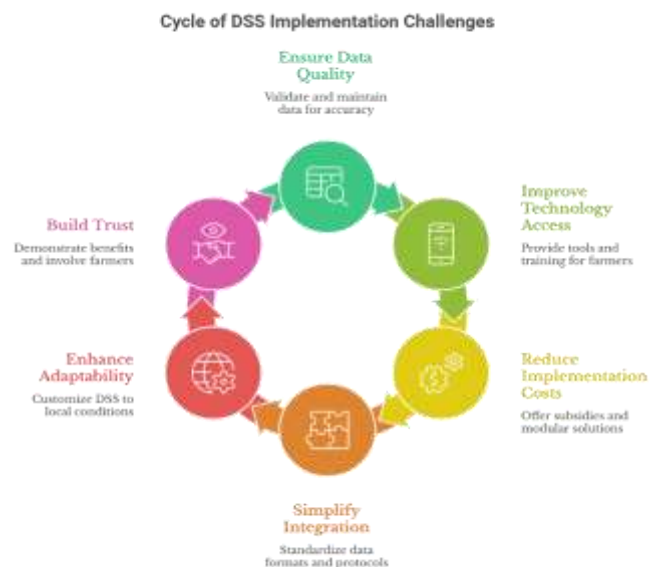 Cycle of DSS Implementation Challenges
Ensure Data
Quality
Validate and maintain
data for accuracy
Improve
Technology
Access
Provide tools and
training for farmers
Reduce
Implementation
Costs
Offer subsidies and
modular solutions
Simplify
Integration
Standardize data
formats and protocols
Enhance
Adaptability
Customize DSS to
local conditions
Build Trust
Demonstrate benefits
and involve farmers